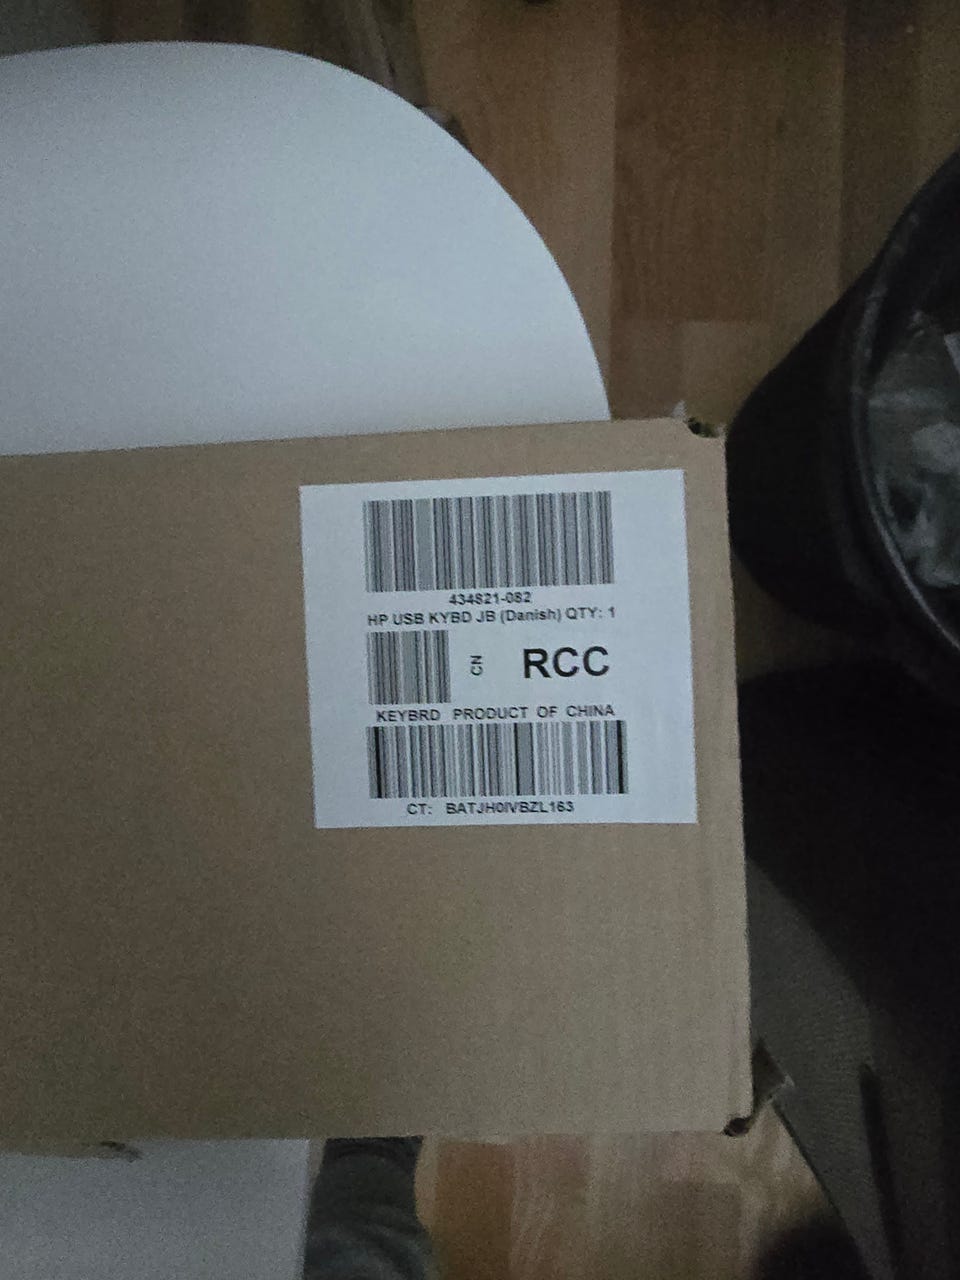 434821-082
HP USB KYBD JB (Danish) QTY: 1
CN
RCC
KEYBRD PRODUCT OF CHINA
CT: BATJH0IVBZL163